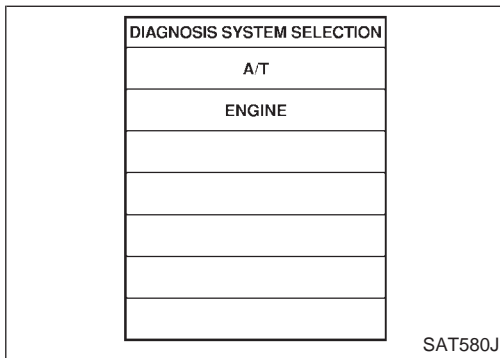 DIAGNOSIS SYSTEM SELECTION
A/T
ENGINE
SAT580J